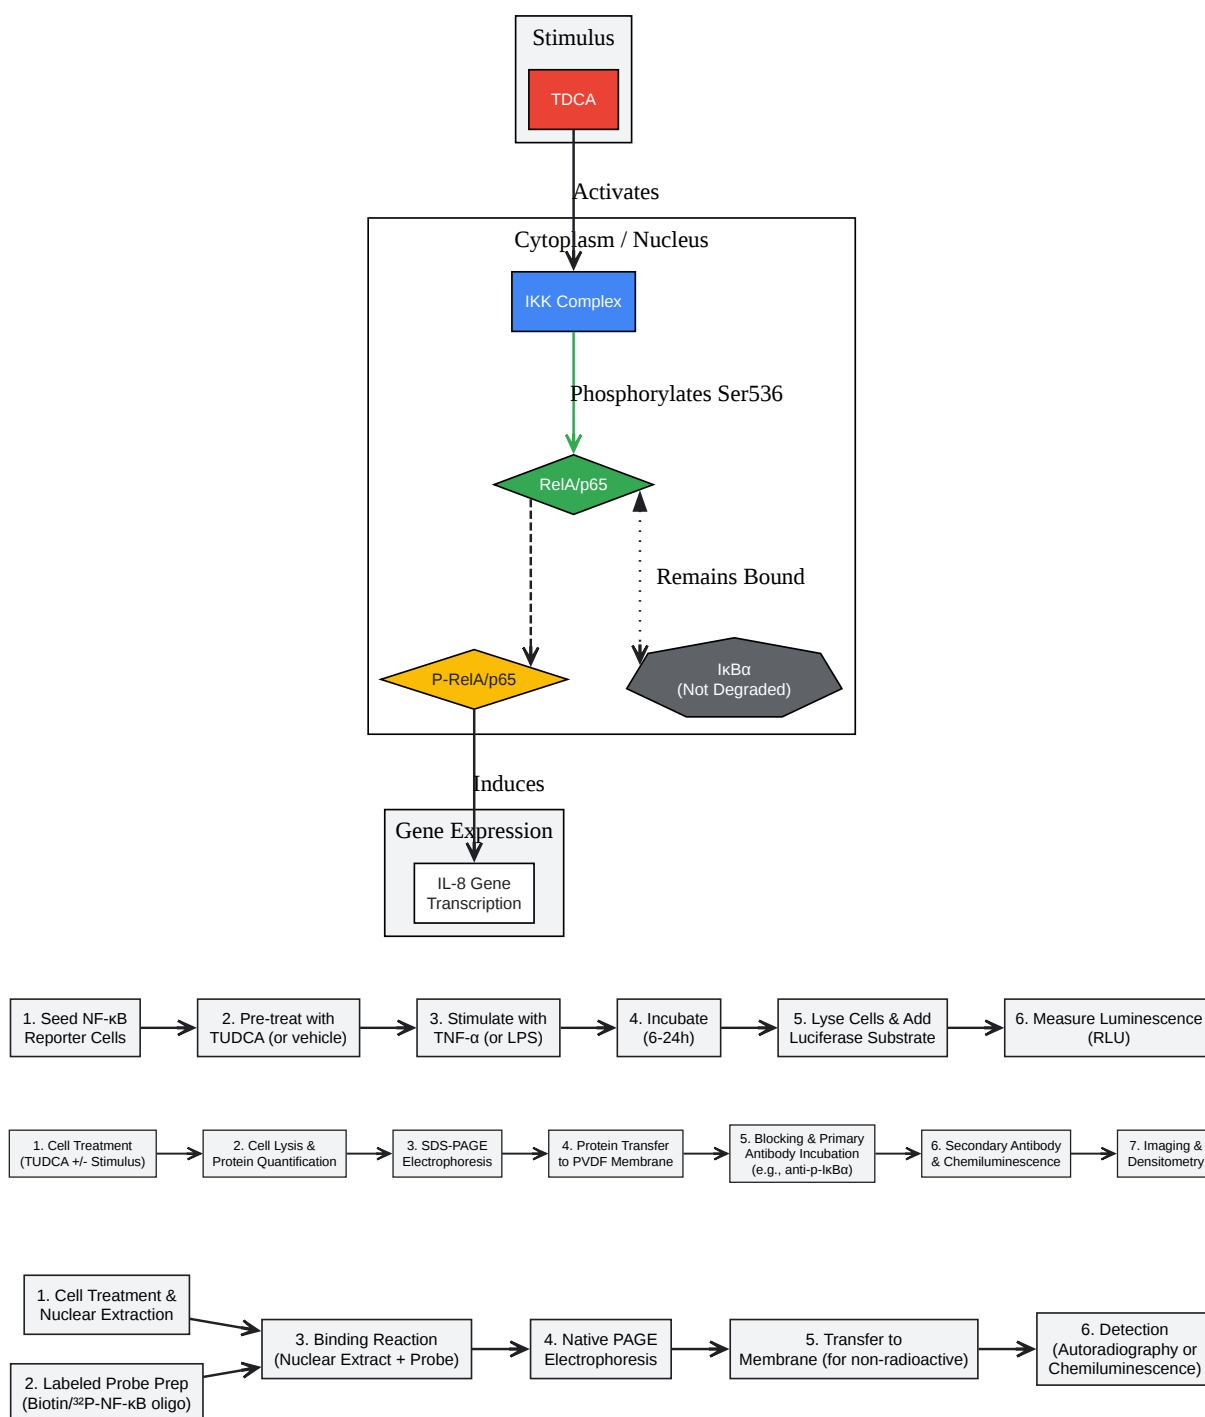 Stimulus
TDCA
Activates
Cytoplasm / Nucleus
IKK Complex
Phosphorylates Ser536
RelA/p65
Remains Bound
P-RelA/p65
IκBα
(Not Degraded)
Induces
Gene Expression
IL-8 Gene
Transcription
1. Seed NF-κB
Reporter Cells
2. Pre-treat with
TUDCA (or vehicle)
3. Stimulate with
TNF-α (or LPS)
4. Incubate
(6-24h)
5. Lyse Cells & Add
Luciferase Substrate
6. Measure Luminescence
(RLU)
1. Cell Treatment
(TUDCA +/- Stimulus)
2. Cell Lysis &
Protein Quantification
3. SDS-PAGE
Electrophoresis
4. Protein Transfer
to PVDF Membrane
5. Blocking & Primary
Antibody Incubation
(e.g., anti-p-IκBα)
6. Secondary Antibody
& Chemiluminescence
7. Imaging &
Densitometry
1. Cell Treatment &
Nuclear Extraction
2. Labeled Probe Prep
(Biotin/³²P-NF-κB oligo)
3. Binding Reaction
(Nuclear Extract + Probe)
4. Native PAGE
Electrophoresis
5. Transfer to
Membrane (for non-radioactive)
6. Detection
(Autoradiography or
Chemiluminescence)